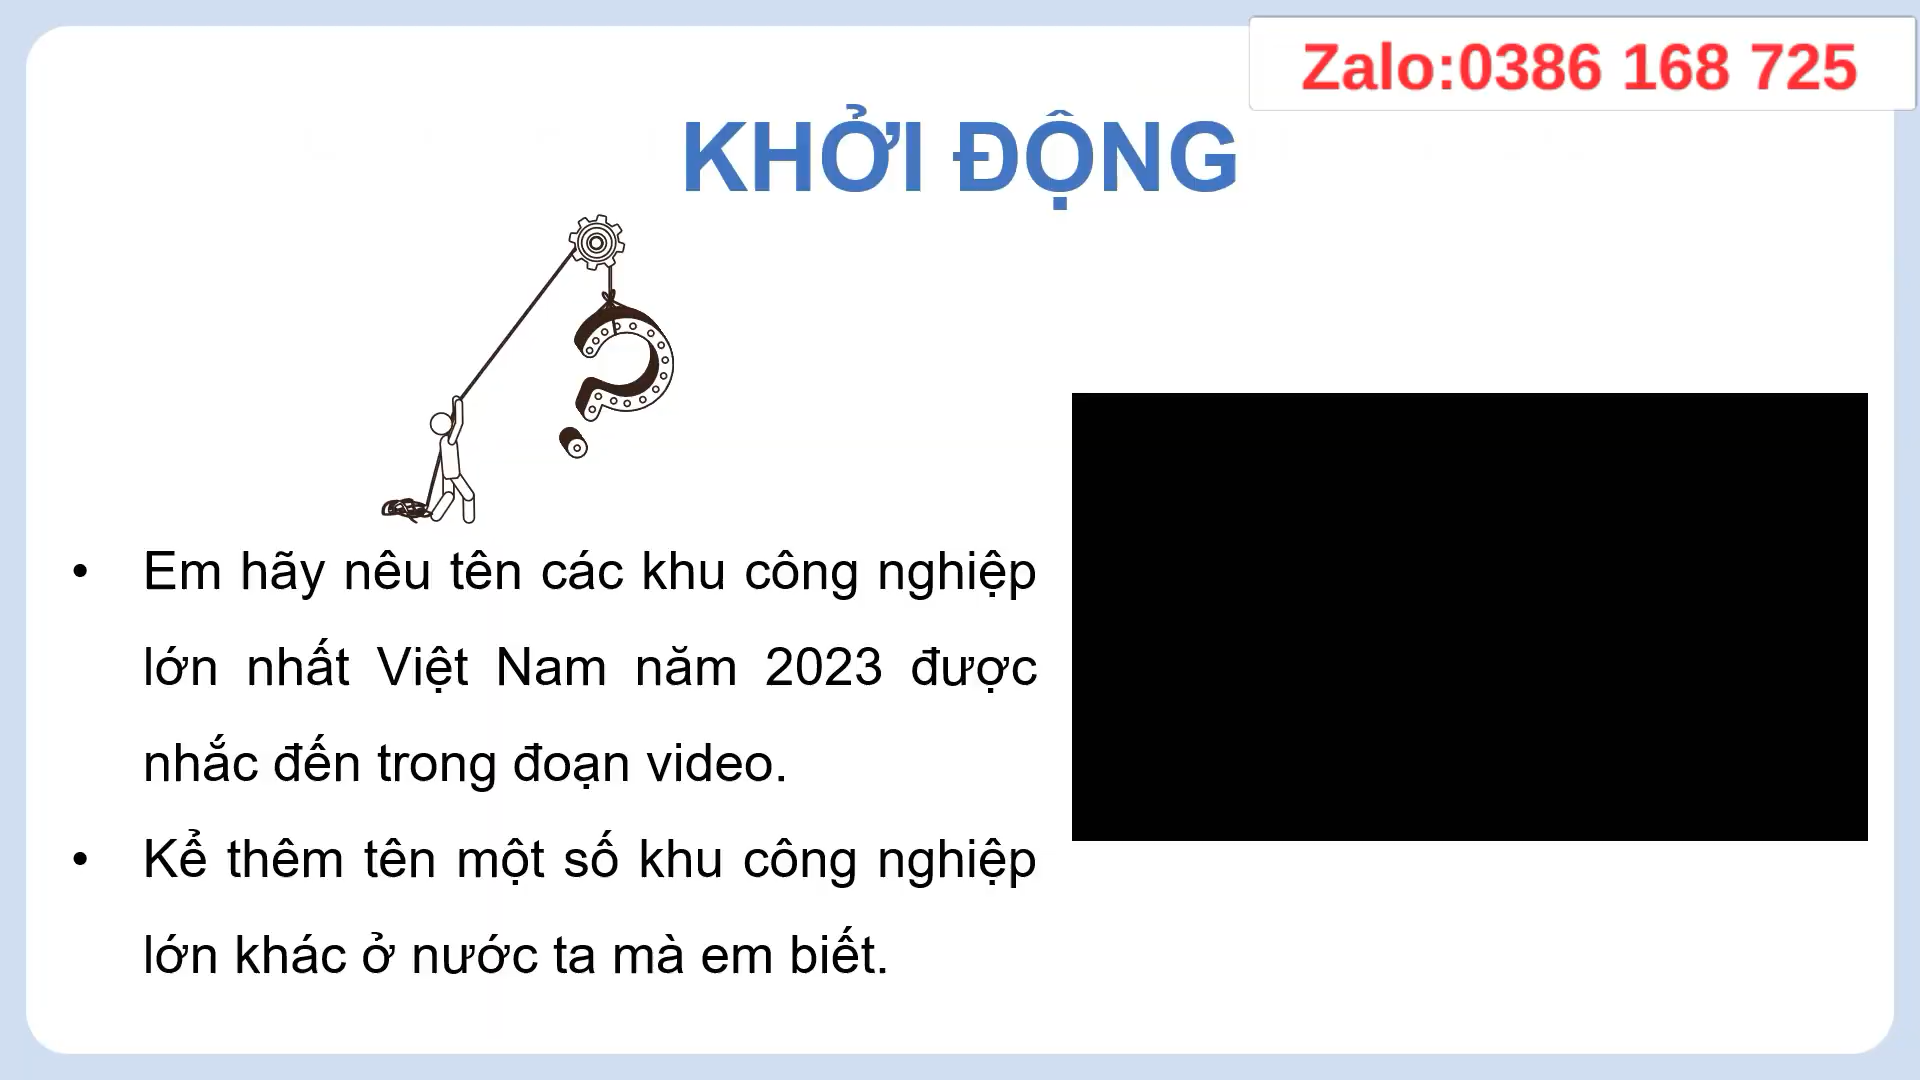 Zalo:0386 168 725
KHỞI ĐỘNG
• Em hãy nêu tên các khu công nghiệp
lớn nhất Việt Nam năm 2023 được
nhắc đến trong đoạn video.
• Kể thêm tên một số khu công nghiệp
lớn khác ở nước ta mà em biết.